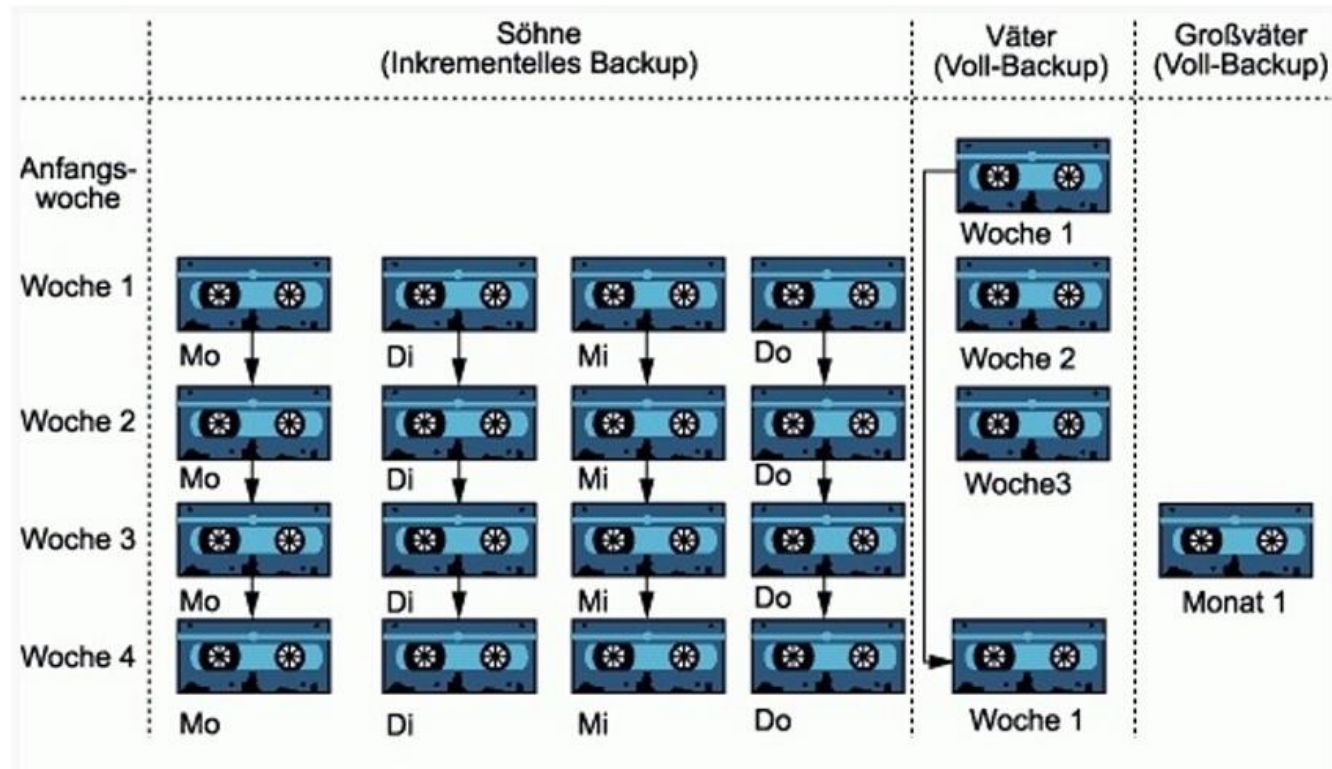 Söhne
(Inkrementelles Backup)
Väter
(Voll-Backup)
Großväter
(Voll-Backup)
Anfangs-
woche
Woche 1
Woche 1
Mo Di Mi Do Woche 2
Woche 2
Mo Di Mi Do Woche3
Woche 3
Mo Di Mi Do Monat 1
Woche 4
Mo Di Mi Do Woche 1